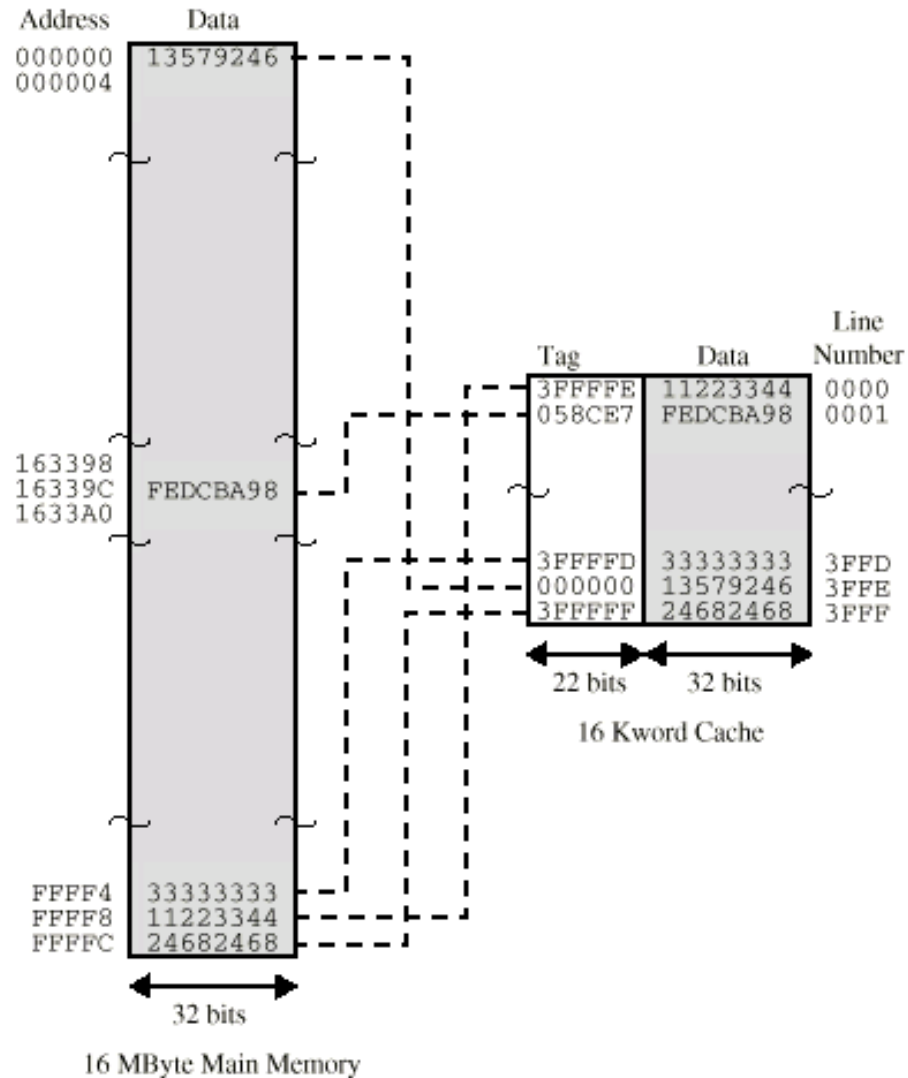 Address Data
000000 13579246
000004
Line
Number
Tag Data
3FFFFE 11223344 0000
058CE7 FEDCBA98 0001
163398
16339C FEDCBA98
1633A0
3FFFFD 33333333 3FFD
000000 13579246 3FFE
3FFFFF 24682468 3FFF
22 bits 32 bits
16 Kword Cache
FFFF4 33333333
FFFF8 11223344
FFFFC 24682468
32 bits
16 MByte Main Memory